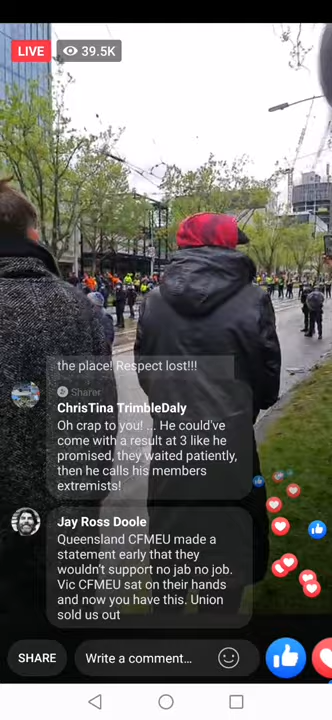 LIVE
39.5K
the place! Respect lost!!!
Sharer
ChrisTina TrimbleDaly
Oh crap to you! ... He could've
come with a result at 3 like he
promised, they waited patiently,
then he calls his members
extremists!
Jay Ross Doole
Queensland CFMEU made a
statement early that they
wouldn't support no jab no job.
Vic CFMEU sat on their hands
and now you have this. Union
sold us out
SHARE
Write a comment...